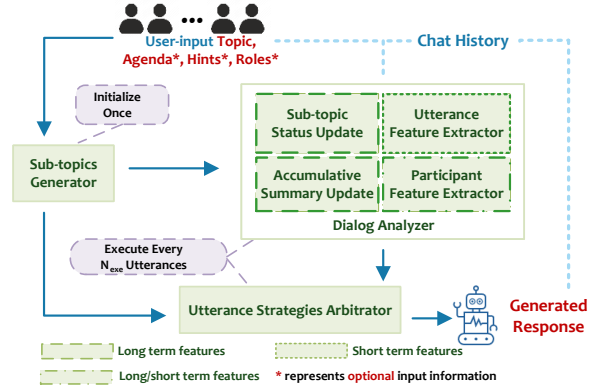 User-input Topic,
Agenda*, Hints*, Roles*
Chat History
Initialize
Once
Sub-topics
Generator
Sub-topic
Status Update
Utterance
Feature Extractor
Accumulative
Summary Update
Participant
Feature Extractor
Dialog Analyzer
Execute Every
Nexe Utterances
Utterance Strategies Arbitrator
Generated
Response
Long term features
Short term features
Long/short term features
* represents optional input information